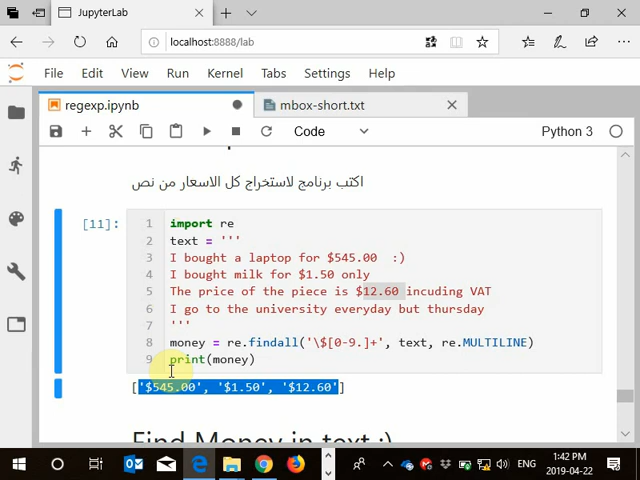 JupyterLab
localhost:8888/lab
File Edit View Run Kernel Tabs Settings Help
regexp.ipynb
mbox-short.txt
Code
Python 3
اكتب برنامج لاستخراج كل الاسعار من نص
[11]:
1 import re
2 text = '''
3 I bought a laptop for $545.00 :)
4 I bought milk for $1.50 only
5 The price of the piece is $12.60 incuding VAT
6 I go to the university everyday but thursday
7 '''
8 money = re.findall('\$[0-9.]+', text, re.MULTILINE)
9 print(money)
['$545.00', '$1.50', '$12.60']
Find Money in text :)
ENG
1:42 PM
2019-04-22